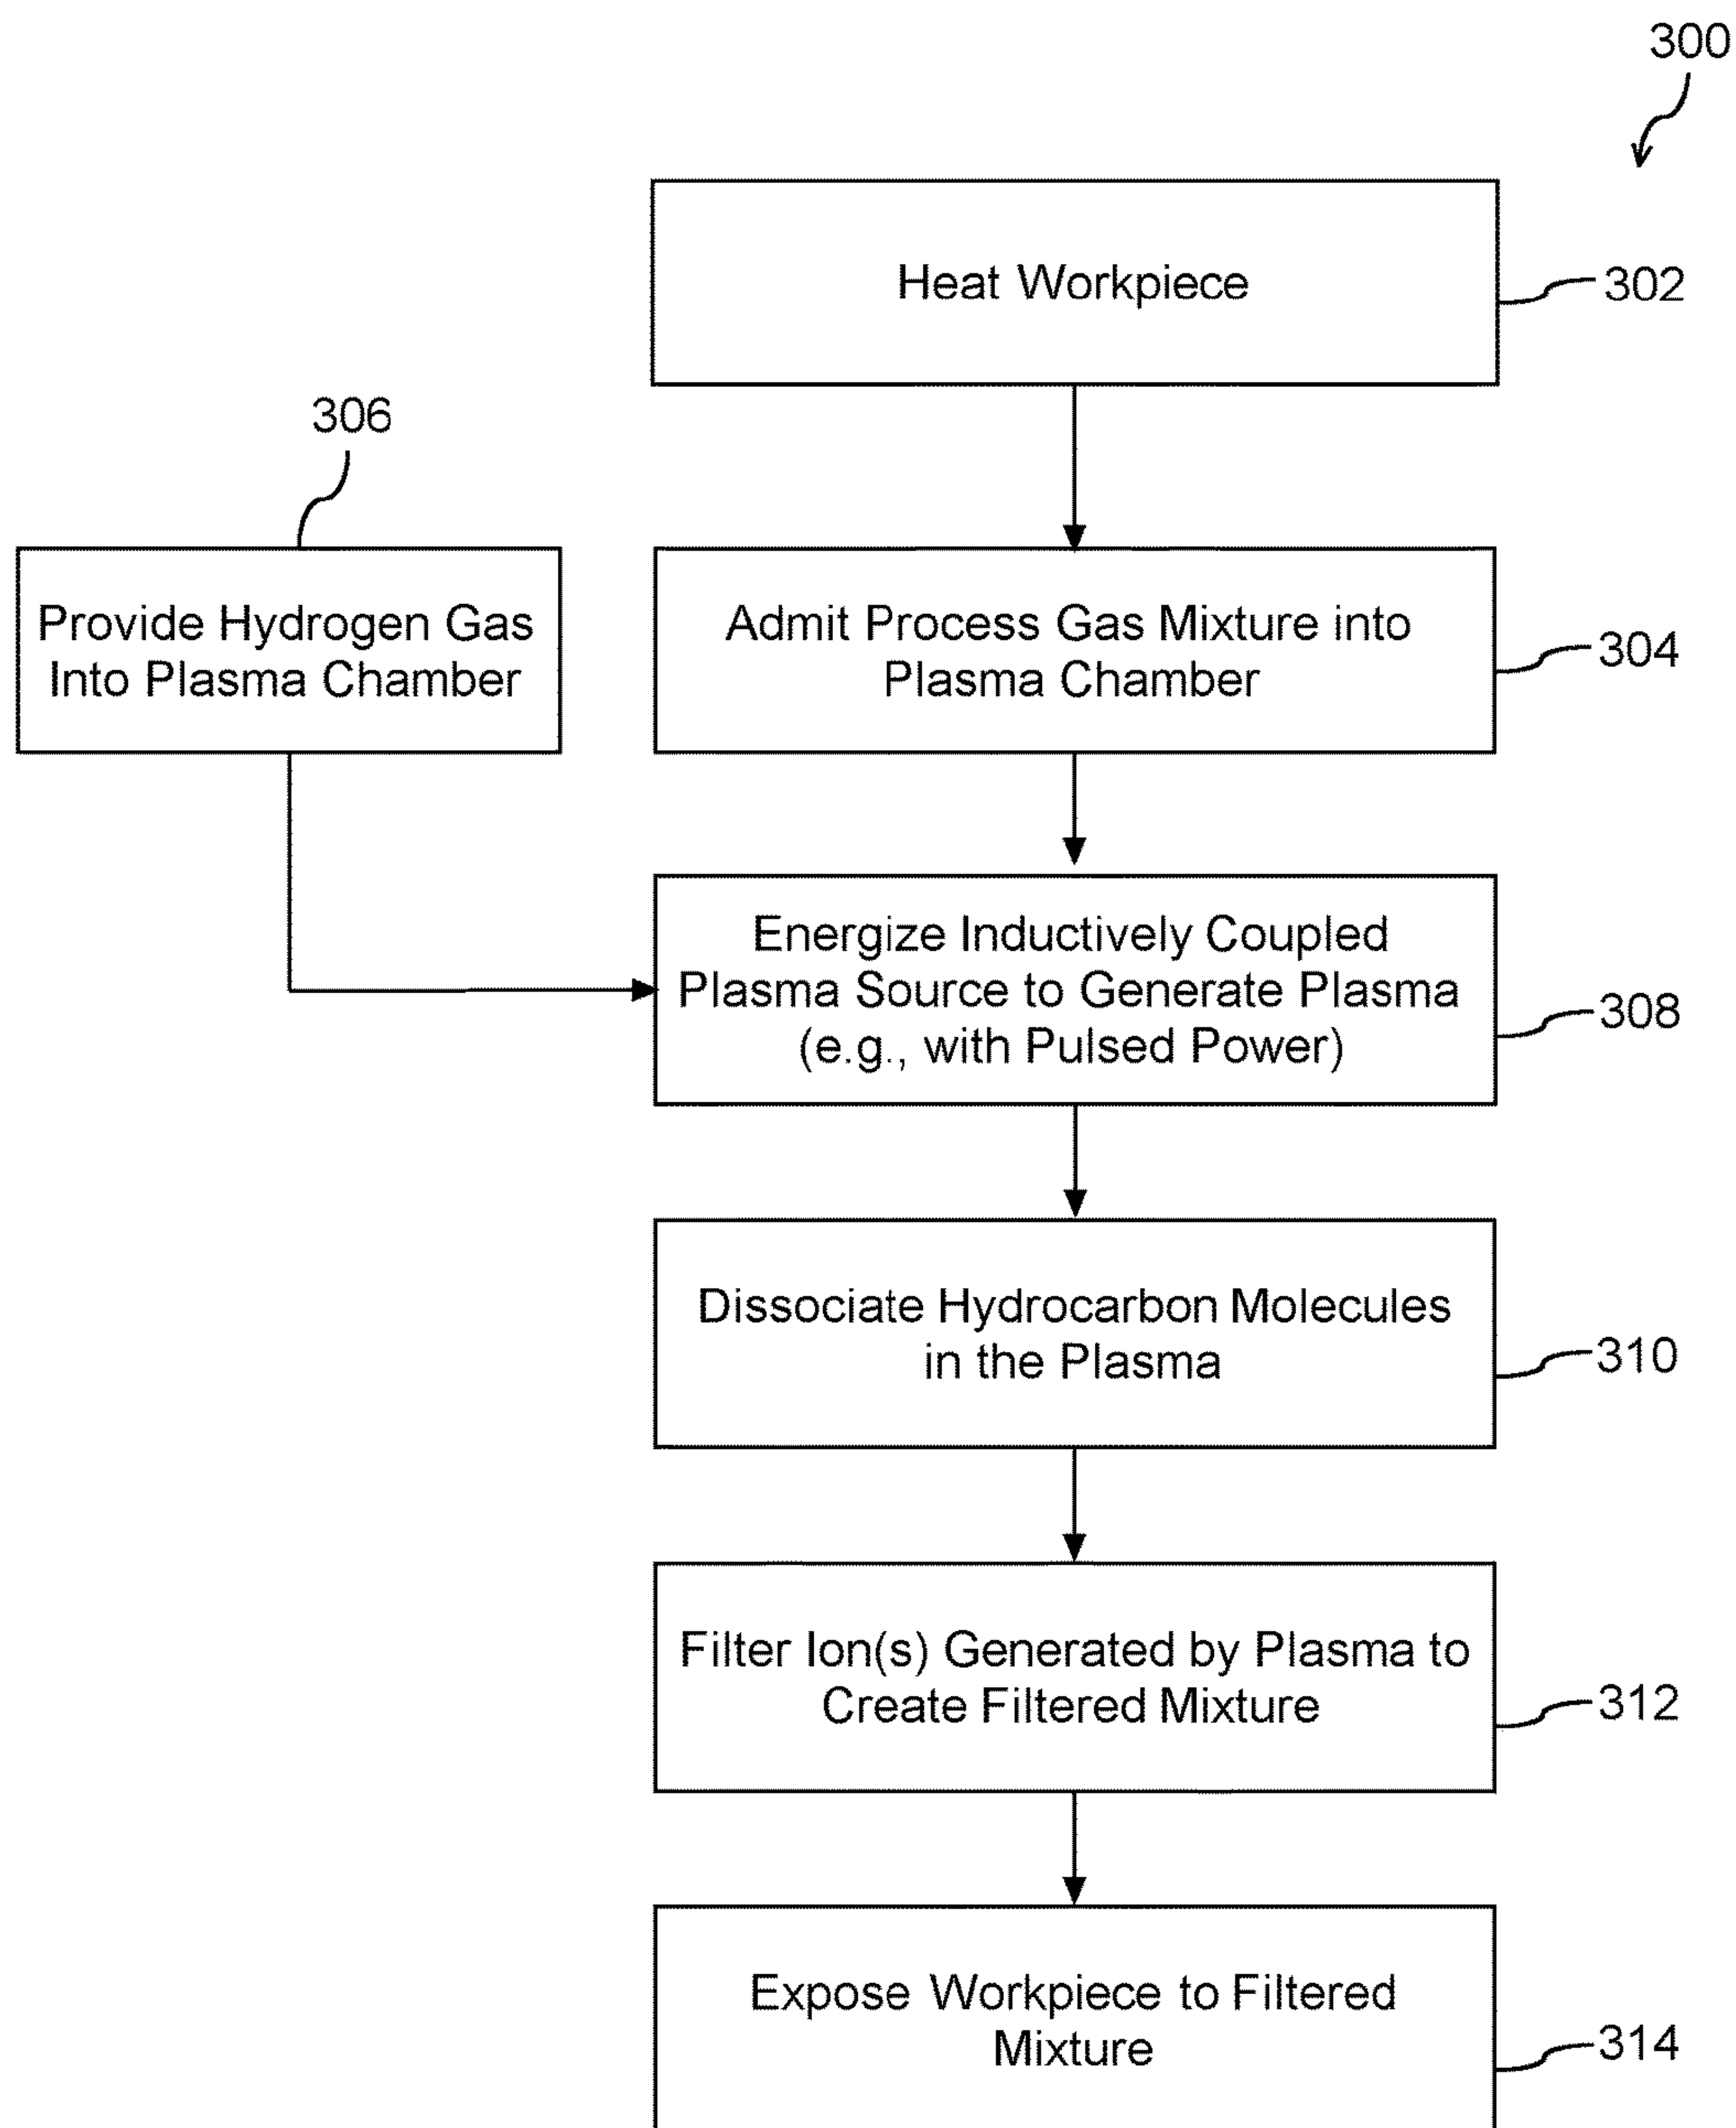 300
Heat Workpiece
302
306
Provide Hydrogen Gas
Into Plasma Chamber
Admit Process Gas Mixture into
Plasma Chamber
304
Energize Inductively Coupled
Plasma Source to Generate Plasma
(e.g., with Pulsed Power)
308
Dissociate Hydrocarbon Molecules
in the Plasma
310
Filter Ion(s) Generated by Plasma to
Create Filtered Mixture
312
Expose Workpiece to Filtered
Mixture
314